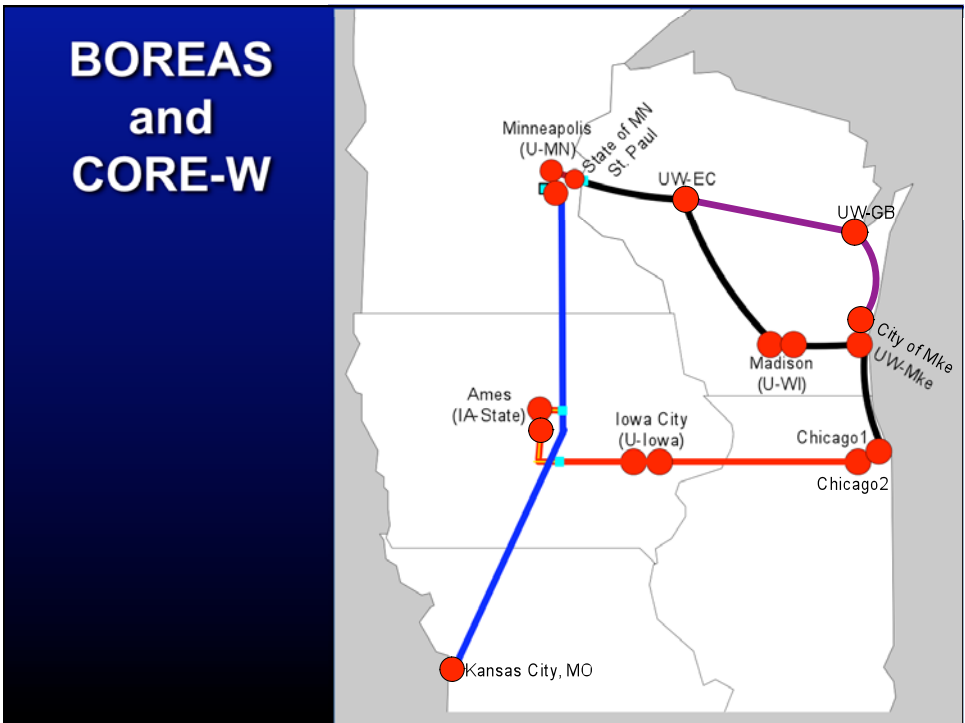 BOREAS
and
CORE-W
Minneapolis
(U-MN)
State of MN
St. Paul
UW-EC
UW-GB
City of Mke
UW-Mke
Madison
(U-WI)
Ames
(IA-State)
Iowa City
(U-Iowa)
Chicago1
Chicago2
Kansas City, MO